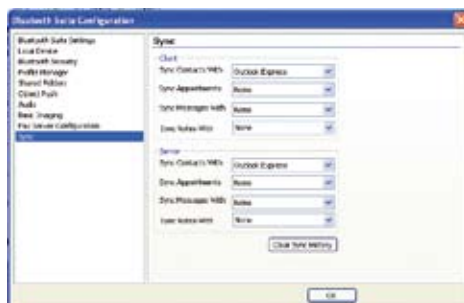 Bluetooth Suite Configuration
Bluetooth Suite Settings
Local Device
Bluetooth Security
Profile Manager
Shared Folders
Object Push
Audio
Basic Imaging
Fax Server Configuration
Sync
Sync
Client
Sync Contacts With Outlook Express
Sync Appointments None
Sync Messages With None
Sync Notes With None
Server
Sync Contacts With Outlook Express
Sync Appointments None
Sync Messages With None
Sync Notes With None
Clear Sync History
OK